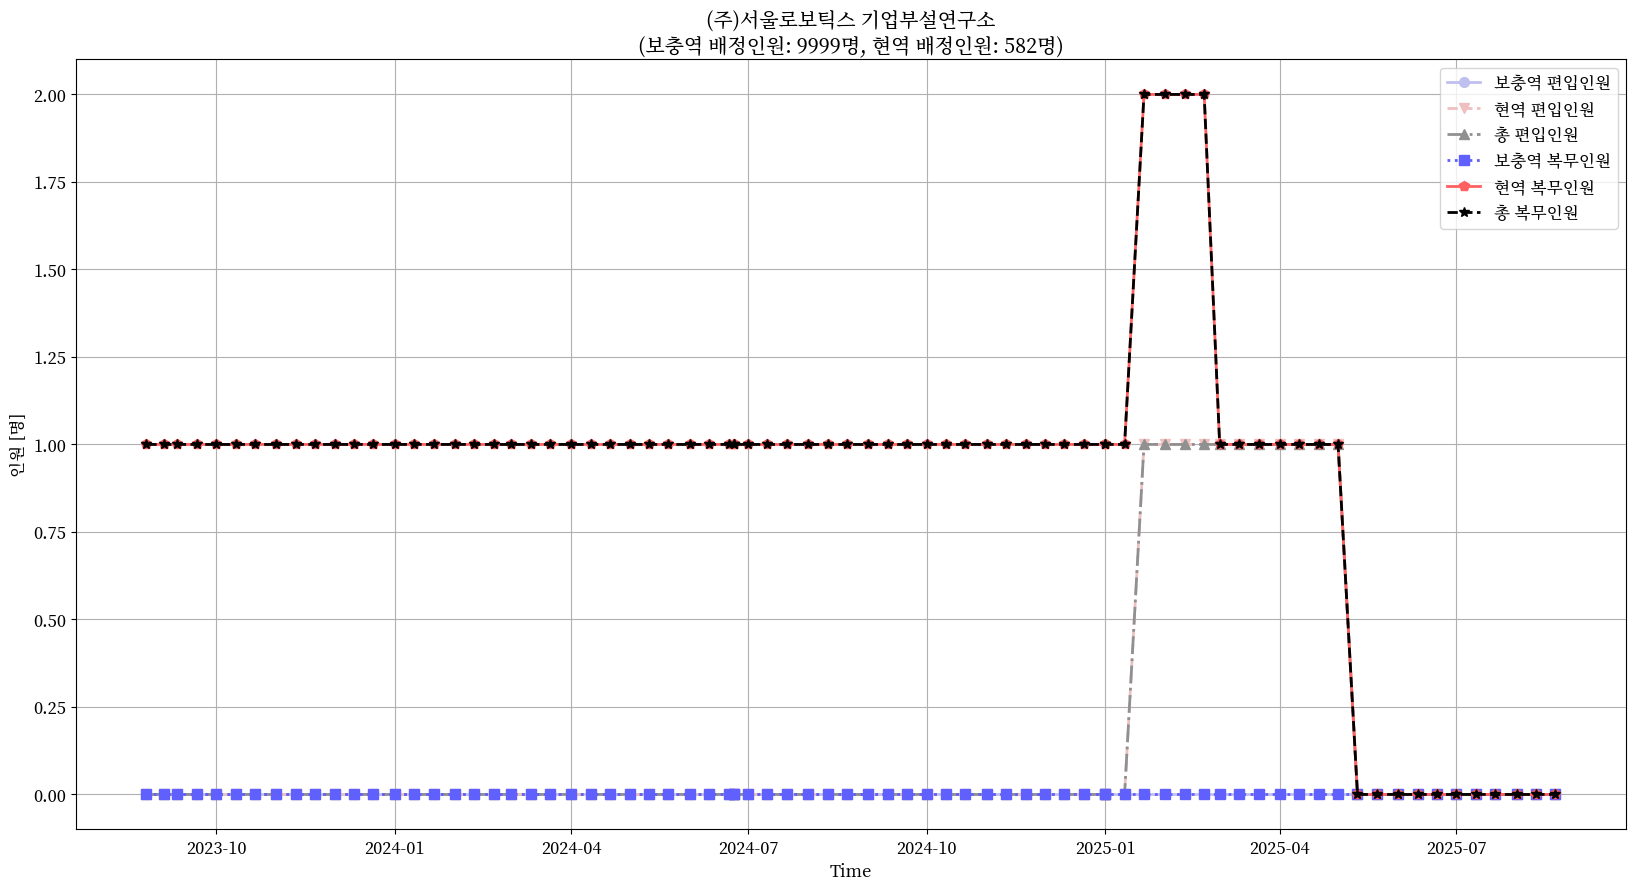 (주)서울로보틱스 기업부설연구소
(보충역 배정인원: 9999명, 현역 배정인원: 582명)
보충역 편입인원
현역 편입인원
총 편입인원
보충역 복무인원
현역 복무인원
총 복무인원
인원 [명]
2.00
1.75
1.50
1.25
1.00
0.75
0.50
0.25
0.00
2023-10
2024-01
2024-04
2024-07
2024-10
2025-01
2025-04
2025-07
Time